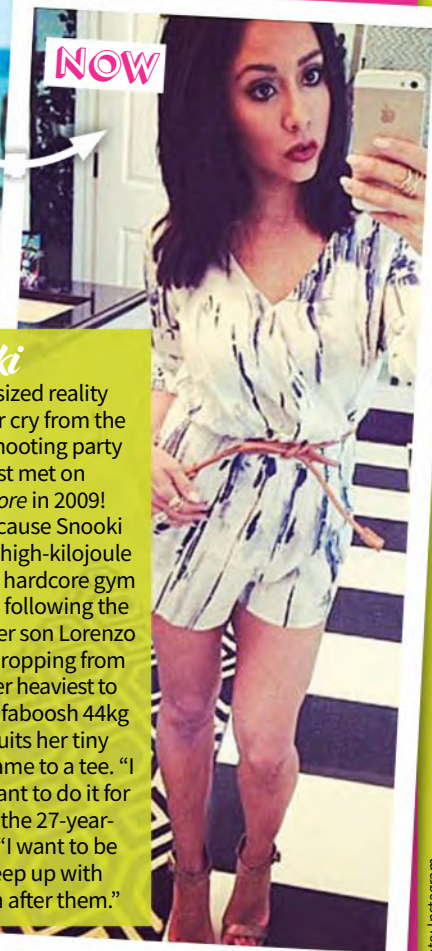 NOW
ki
sized reality
r cry from the
hooting party
st met on
ore in 2009!
cause Snooki
high-kilojoule
hardcore gym
following the
er son Lorenzo
ropping from
er heaviest to
faboosh 44kg
uits her tiny
ame to a tee. “I
ant to do it for
the 27-year-
“I want to be
eep up with
n after them.”
Instagram